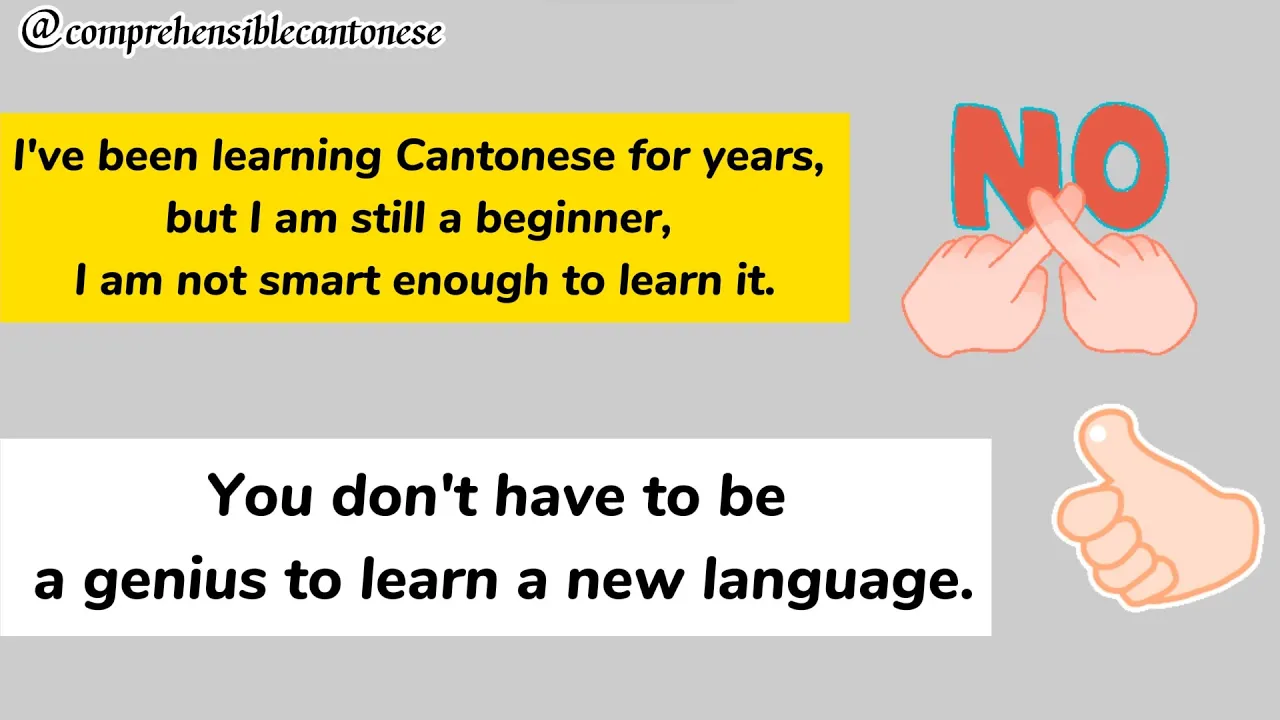 @comprehensiblecantonese
I've been learning Cantonese for years,
but I am still a beginner,
I am not smart enough to learn it.
NO
You don't have to be
a genius to learn a new language.